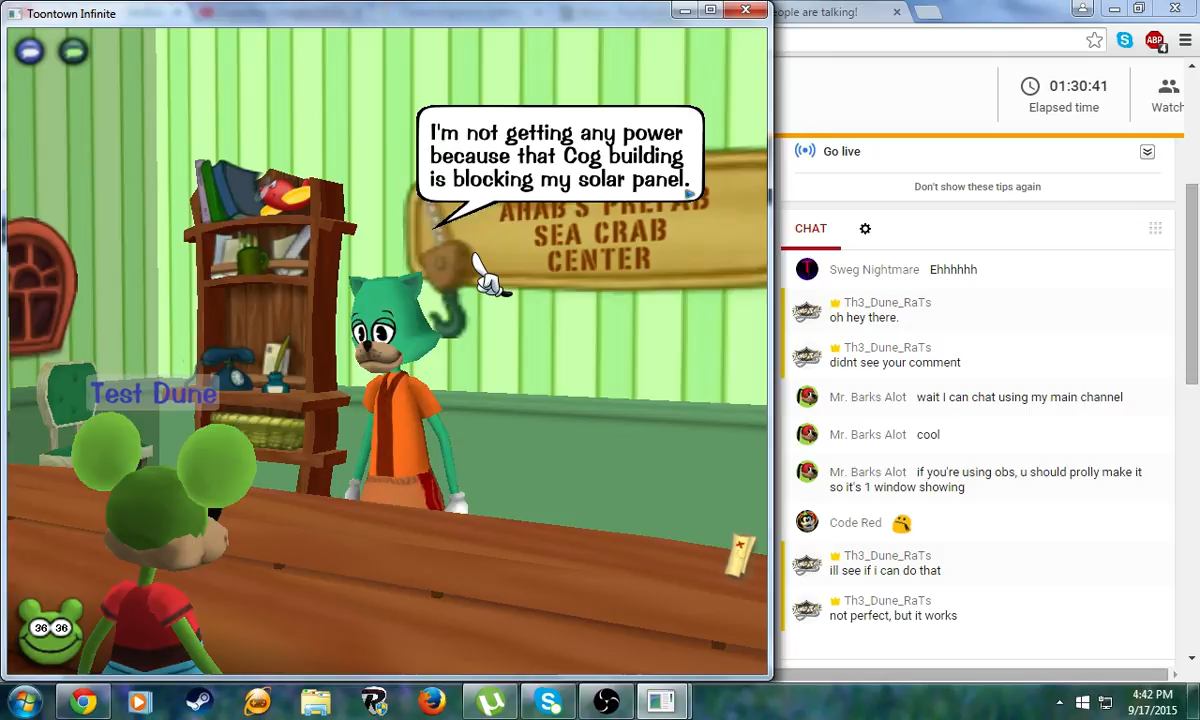 Toontown Infinite
eople are talking!
ABP
4
I'm not getting any power
because that Cog building
is blocking my solar panel.
AHAB'S PREFAB
SEA CRAB
CENTER
Test Dune
36 36
01:30:41
Elapsed time
Watch
Go live
Don't show these tips again
CHAT
Sweg Nightmare Ehhhhhh
Th3_Dune_RaTs
oh hey there.
Th3_Dune_RaTs
didnt see your comment
Mr. Barks Alot wait I can chat using my main channel
Mr. Barks Alot cool
Mr. Barks Alot if you're using obs, u should prolly make it
so it's 1 window showing
Code Red
Th3_Dune_RaTs
ill see if i can do that
Th3_Dune_RaTs
not perfect, but it works
4:42 PM
9/17/2015